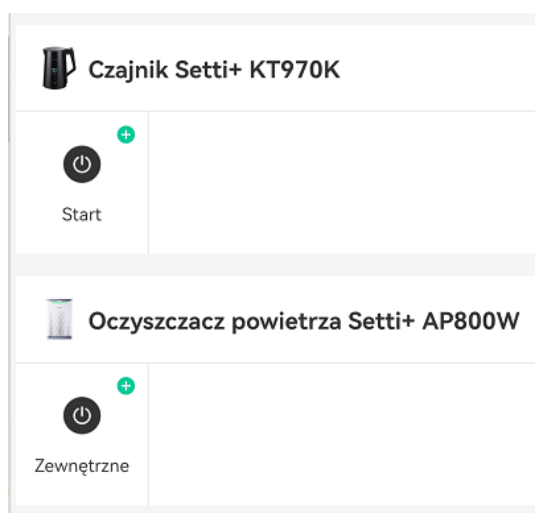 Czajnik Setti+ KT970K
Start
Oczyszczacz powietrza Setti+ AP800W
Zewnętrzne